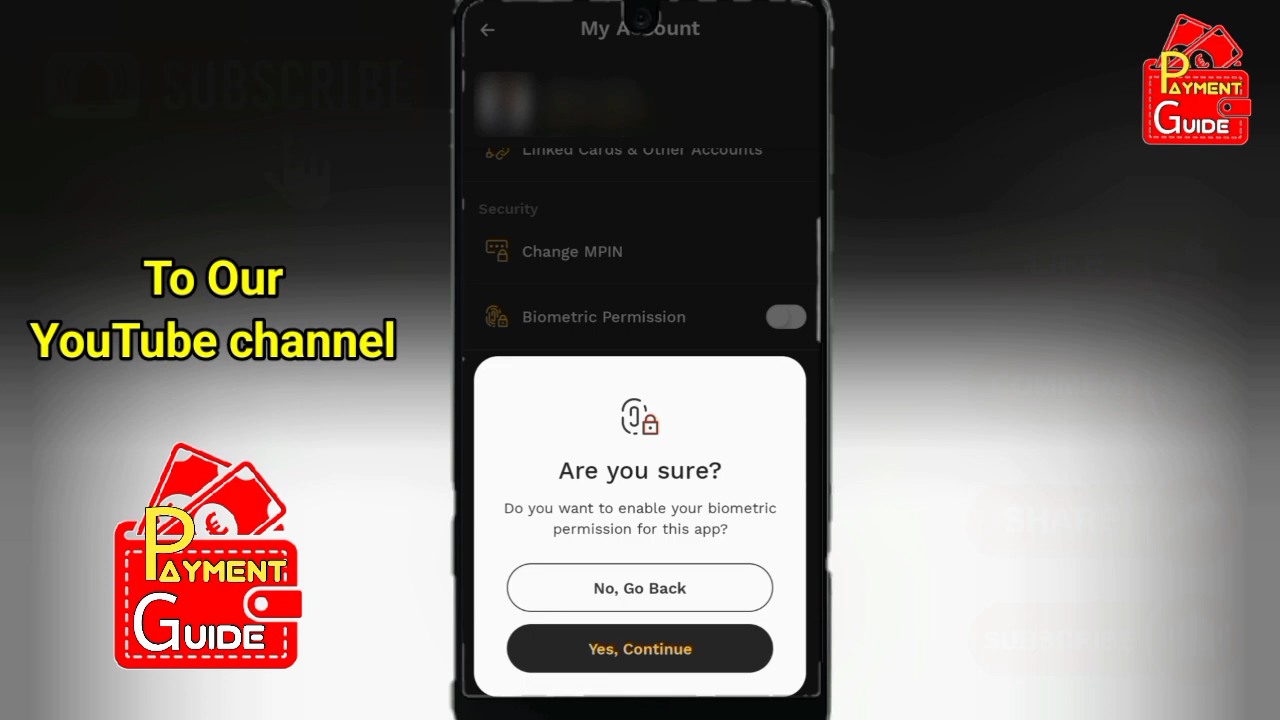 SUBSCRIBE
My Account
PAYMENT
GUIDE
Linked Cards & Other Accounts
Security
Change MPIN
To Our
YouTube channel
Biometric Permission
Are you sure?
Do you want to enable your biometric
permission for this app?
No, Go Back
Yes, Continue
PAYMENT
GUIDE